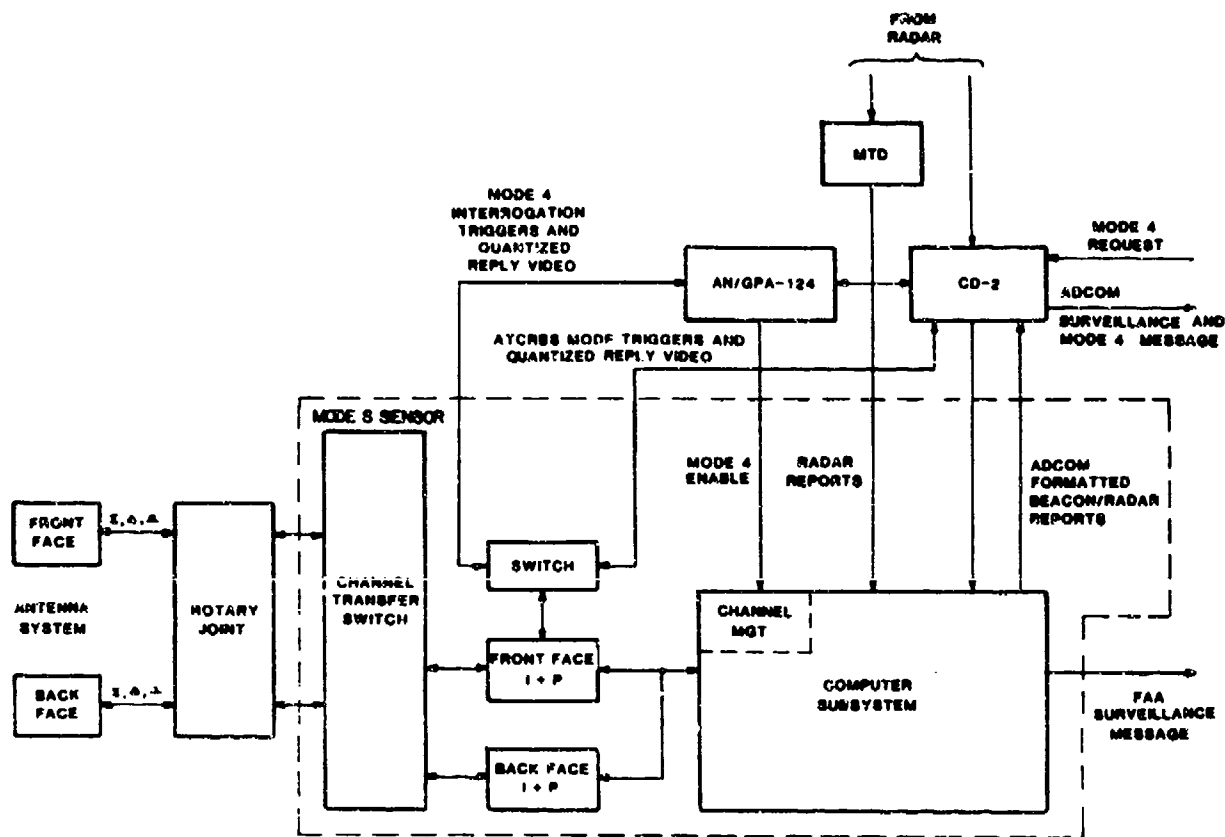 FROM
RADAR
MTD
MODE 4
INTERROGATION
TRIGGERS AND
QUANTIZED
REPLY VIDEO
AN/GPA-124
CD-2
MODE 4
REQUEST
ADCOM
SURVEILLANCE AND
MODE 4 MESSAGE
ATCRBS MODE TRIGGERS AND
QUANTIZED REPLY VIDEO
MODE S SENSOR
MODE 4
ENABLE
RADAR
REPORTS
ADCOM
FORMATTED
BEACON/RADAR
REPORTS
FRONT
FACE
ANTENNA
SYSTEM
BACK
FACE
ROTARY
JOINT
CHANNEL
TRANSFER
SWITCH
SWITCH
FRONT FACE
I + P
BACK FACE
I + P
CHANNEL
MGT
COMPUTER
SUBSYSTEM
FAA
SURVEILLANCE
MESSAGE